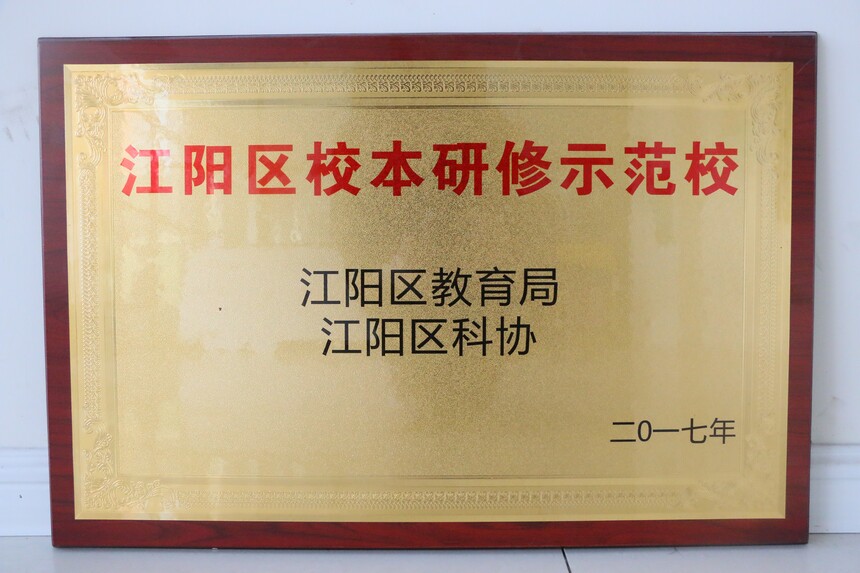 江阳区校本研修示范校
江阳区教育局
江阳区科协
二0一七年